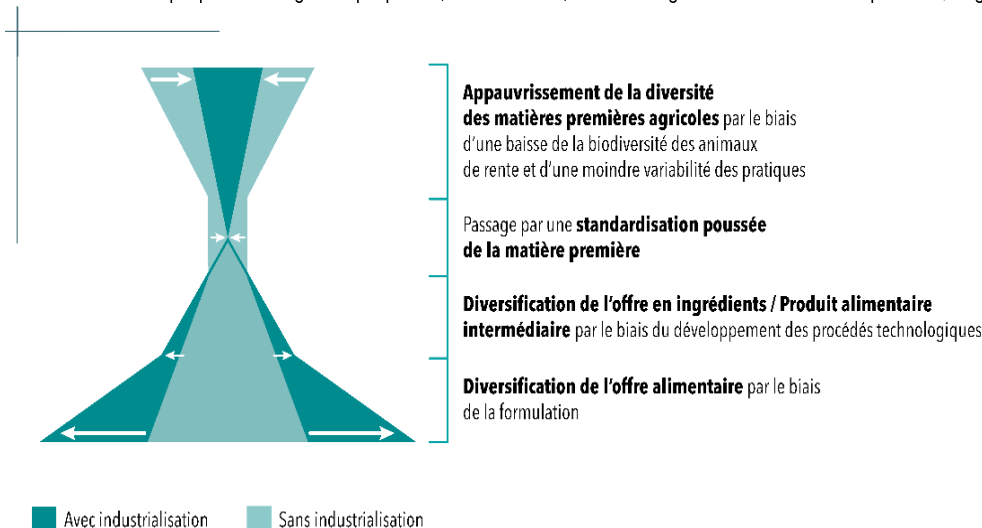 Appauvrissement de la diversité
des matières premières agricoles par le biais
d'une baisse de la biodiversité des animaux
de rente et d'une moindre variabilité des pratiques
Passage par une standardisation poussée
de la matière première
Diversification de l'offre en ingrédients / Produit alimentaire
intermédiaire par le biais du développement des procédés technologiques
Diversification de l'offre alimentaire par le biais
de la formulation
Avec industrialisation
Sans industrialisation